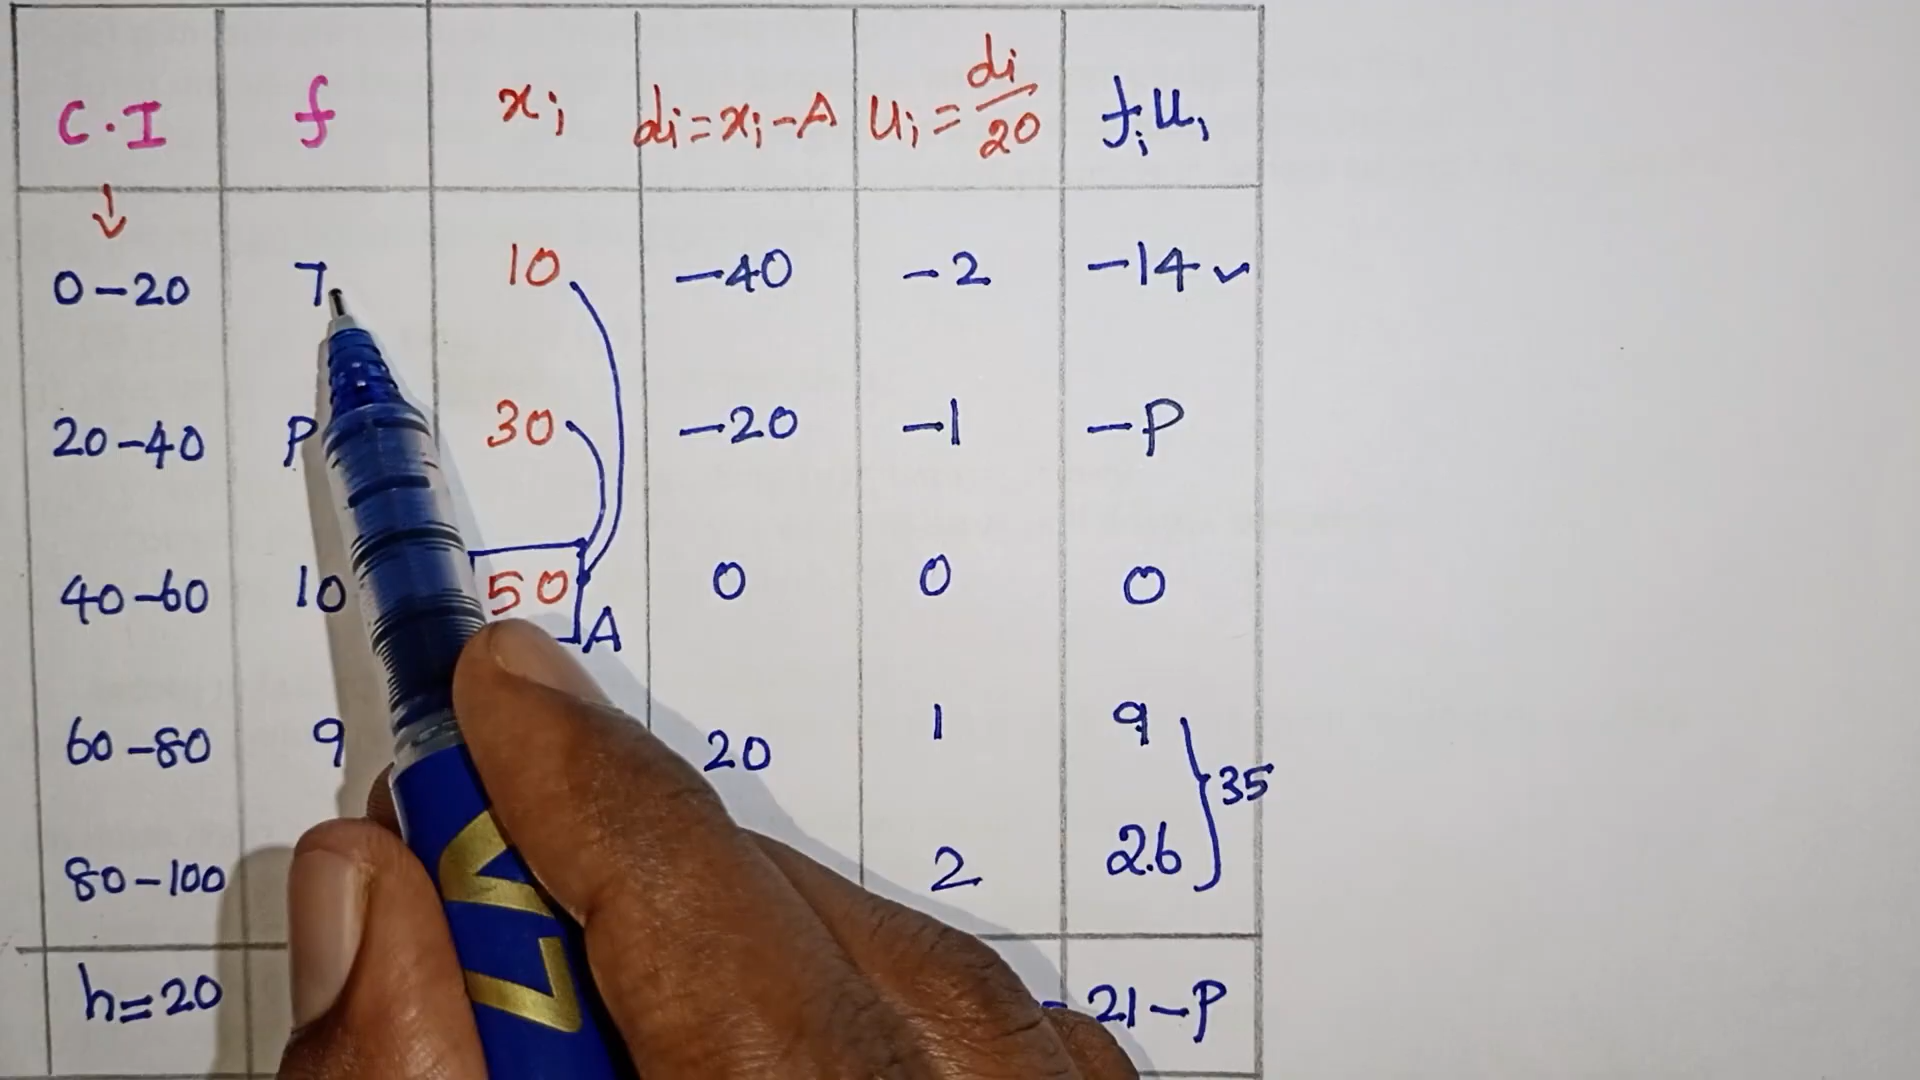 C.I f xi di=xi-A ui=di/20 fiui
0-20 7 10 -40 -2 -14 ✓
20-40 P 30 -20 -1 -P
40-60 10 50 A 0 0 0
60-80 9 20 1 9
35
80-100 2 26
h=20 21-P
V7